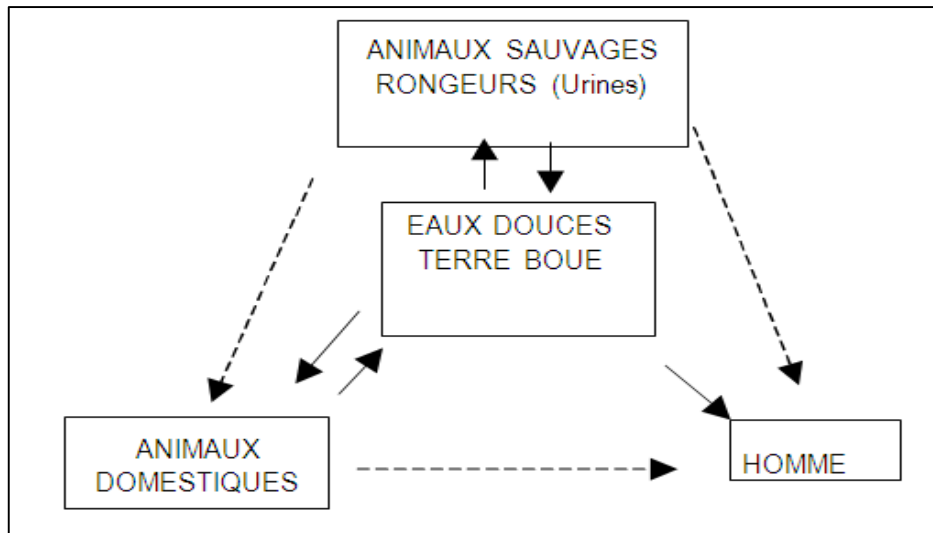 ANIMAUX SAUVAGES
RONGEURS (Urines)
EAUX DOUCES
TERRE BOUE
ANIMAUX
DOMESTIQUES
HOMME